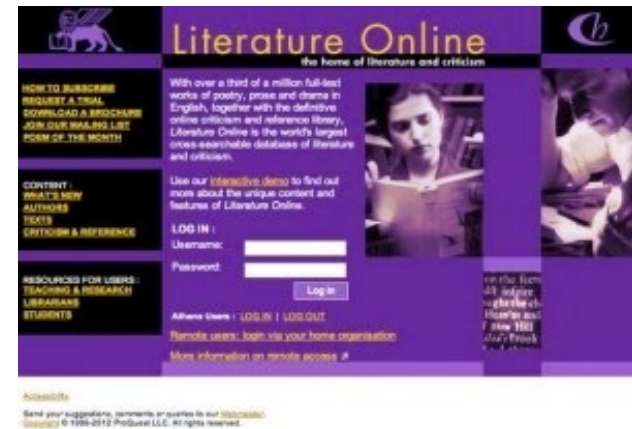 Literature Online
the home of literature and criticism
HOW TO SUBSCRIBE
REQUEST A TRIAL
DOWNLOAD A BROCHURE
JOIN OUR MAILING LIST
POEM OF THE MONTH
CONTENT :
WHAT'S NEW
AUTHORS
TEXTS
CRITICISM & REFERENCE
RESOURCES FOR USERS :
TEACHING & RESEARCH
LIBRARIANS
STUDENTS
With over a third of a million full-text
works of poetry, prose and drama in
English, together with the definitive
online criticism and reference library,
Literature Online is the world's largest
cross-searchable database of literature
and criticism.
Use our interactive demo to find out
more about the unique content and
features of Literature Online.
LOG IN :
Username:
Password:
Log in
Athens Users : LOG IN | LOG OUT
Remote users: login via your home organisation
More information on remote access
Accessibility
Send your suggestions, comments or queries to our Webmaster.
Copyright © 1996-2012 ProQuest LLC. All rights reserved.